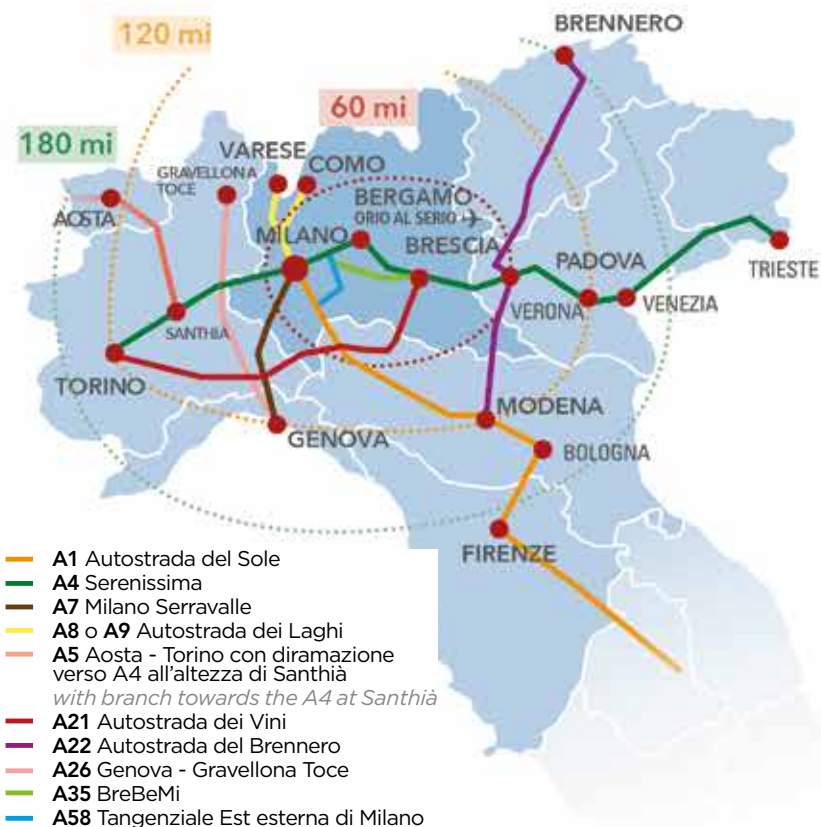 BRENNERO
120 mi
60 mi
180 mi
VARESE
COMO
GRAVELLONA
TOCE
BERGAMO
ORIO AL SERIO
AOSTA
MILANO
BRESCIA
PADOVA
TRIESTE
VERONA
VENEZIA
SANTHIA
TORINO
MODENA
GENOVA
BOLOGNA
FIRENZE
A1 Autostrada del Sole
A4 Serenissima
A7 Milano Serravalle
A8 o A9 Autostrada dei Laghi
A5 Aosta - Torino con diramazione
verso A4 all'altezza di Santhià
with branch towards the A4 at Santhià
A21 Autostrada dei Vini
A22 Autostrada del Brennero
A26 Genova - Gravellona Toce
A35 BreBeMi
A58 Tangenziale Est esterna di Milano